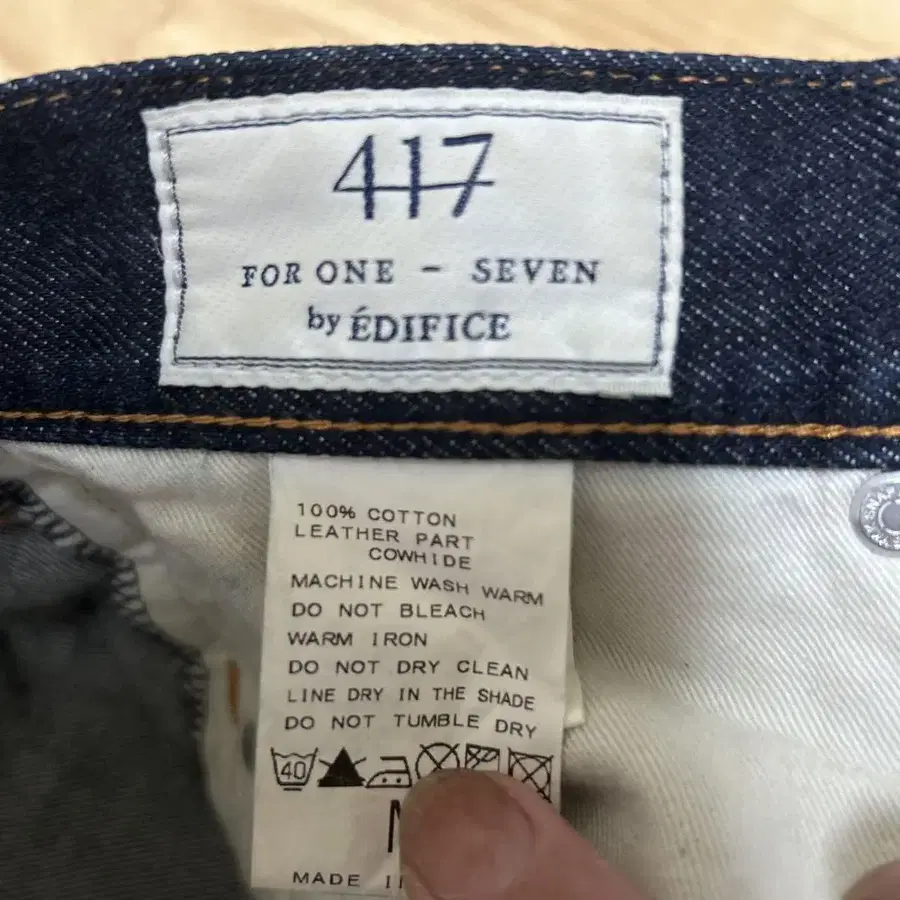 417
FOR ONE - SEVEN
by ÉDIFICE
100% COTTON
LEATHER PART
COWHIDE
MACHINE WASH WARM
DO NOT BLEACH
WARM IRON
DO NOT DRY CLEAN
LINE DRY IN THE SHADE
DO NOT TUMBLE DRY
40
MADE